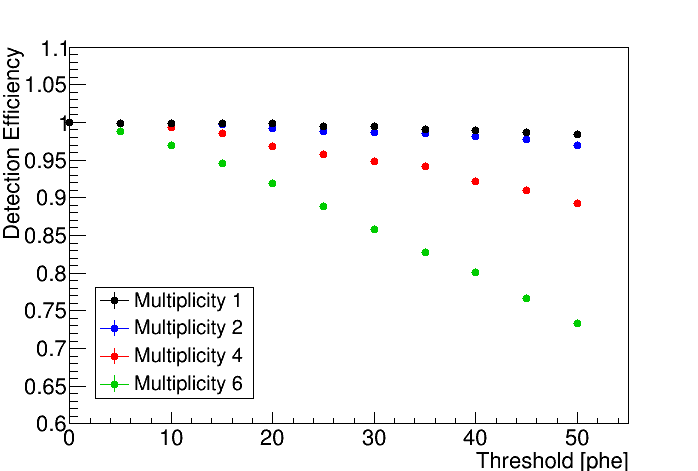 Detection Efficiency
1.1
1.05
1
0.95
0.9
0.85
0.8
0.75
0.7
0.65
0.6
Multiplicity 1
Multiplicity 2
Multiplicity 4
Multiplicity 6
0 10 20 30 40 50
Threshold [phe]